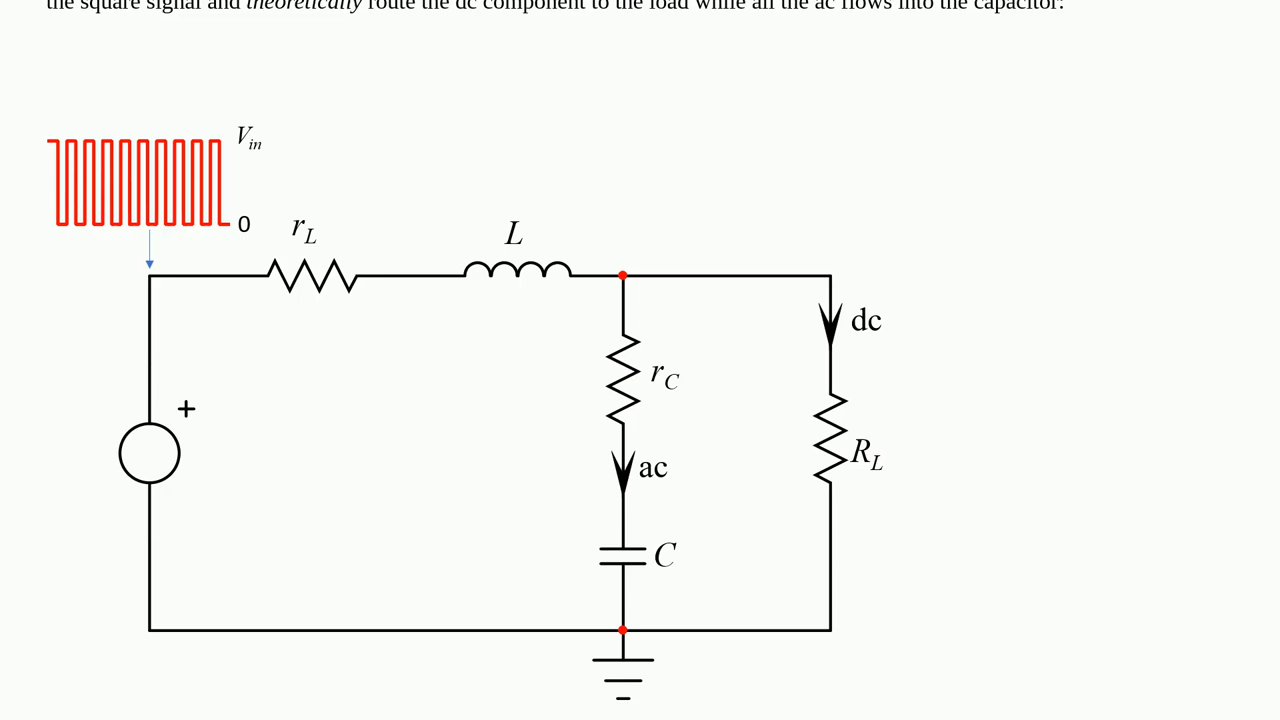 the square signal and theoretically route the dc component to the load while all the ac flows into the capacitor:
Vin
0
rL
L
dc
rC
+
RL
ac
C